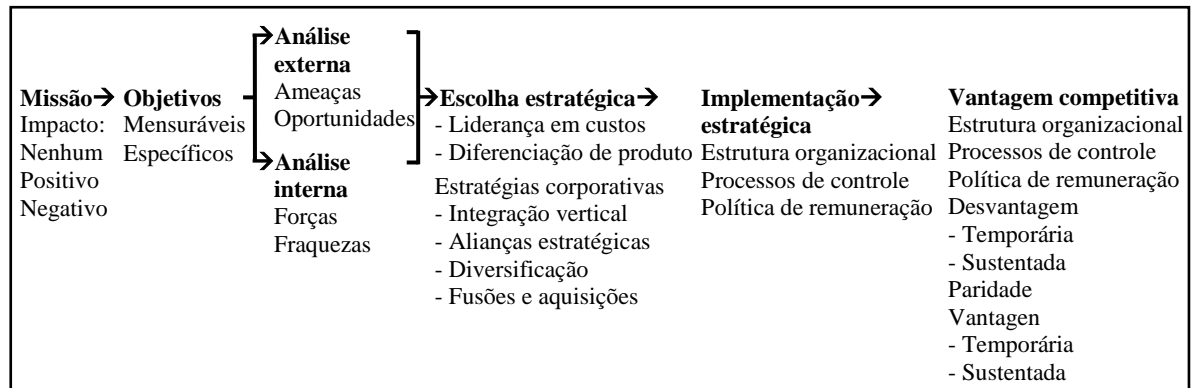 Missão→
Impacto:
Nenhum
Positivo
Negativo
Objetivos
Mensuráveis
Específicos
→Análise
externa
Ameaças
Oportunidades
→Análise
interna
Forças
Fraquezas
→Escolha estratégica→
- Liderança em custos
- Diferenciação de produto
Estratégias corporativas
- Integração vertical
- Alianças estratégicas
- Diversificação
- Fusões e aquisições
Implementação→
estratégica
Estrutura organizacional
Processos de controle
Política de remuneração
Vantagem competitiva
Estrutura organizacional
Processos de controle
Política de remuneração
Desvantagem
- Temporária
- Sustentada
Paridade
Vantagen
- Temporária
- Sustentada